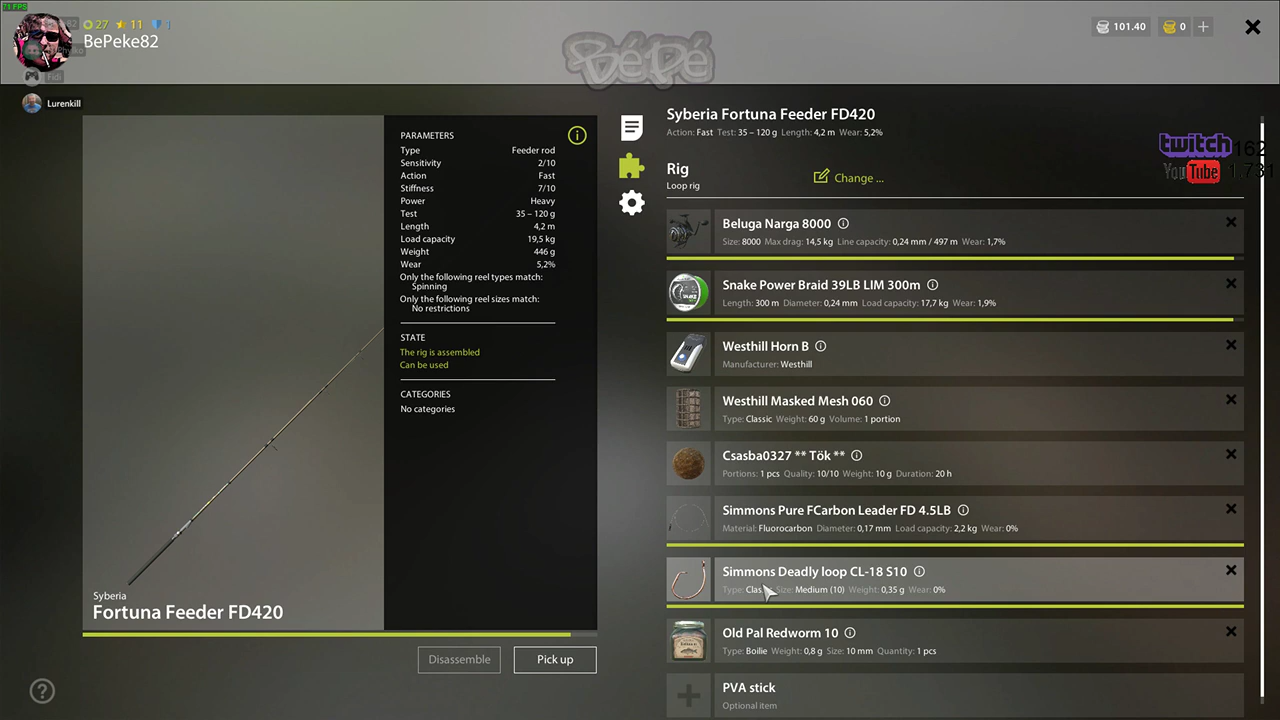 71 FPS
27 11 1
BePeke82
BéPé
101.40
0
Fidi
Lurenkill
PARAMETERS
Type Feeder rod
Sensitivity 2/10
Action Fast
Stiffness 7/10
Power Heavy
Test 35 – 120 g
Length 4,2 m
Load capacity 19,5 kg
Weight 446 g
Wear 5,2%
Only the following reel types match:
Spinning
Only the following reel sizes match:
No restrictions
STATE
The rig is assembled
Can be used
CATEGORIES
No categories
Syberia
Fortuna Feeder FD420
Disassemble
Pick up
Syberia Fortuna Feeder FD420
Action: Fast Test: 35 – 120 g Length: 4,2 m Wear: 5,2%
twitch 162
YouTube 1.731
Rig
Loop rig
Change ...
Beluga Narga 8000
Size: 8000 Max drag: 14,5 kg Line capacity: 0,24 mm / 497 m Wear: 1,7%
Snake Power Braid 39LB LIM 300m
Length: 300 m Diameter: 0,24 mm Load capacity: 17,7 kg Wear: 1,9%
Westhill Horn B
Manufacturer: Westhill
Westhill Masked Mesh 060
Type: Classic Weight: 60 g Volume: 1 portion
Csasba0327 ** Tök **
Portions: 1 pcs Quality: 10/10 Weight: 10 g Duration: 20 h
Simmons Pure FCarbon Leader FD 4.5LB
Material: Fluorocarbon Diameter: 0,17 mm Load capacity: 2,2 kg Wear: 0%
Simmons Deadly loop CL-18 S10
Type: Size: Medium (10) Weight: 0,35 g Wear: 0%
Old Pal Redworm 10
Type: Boilie Weight: 0,8 g Size: 10 mm Quantity: 1 pcs
PVA stick
Optional item